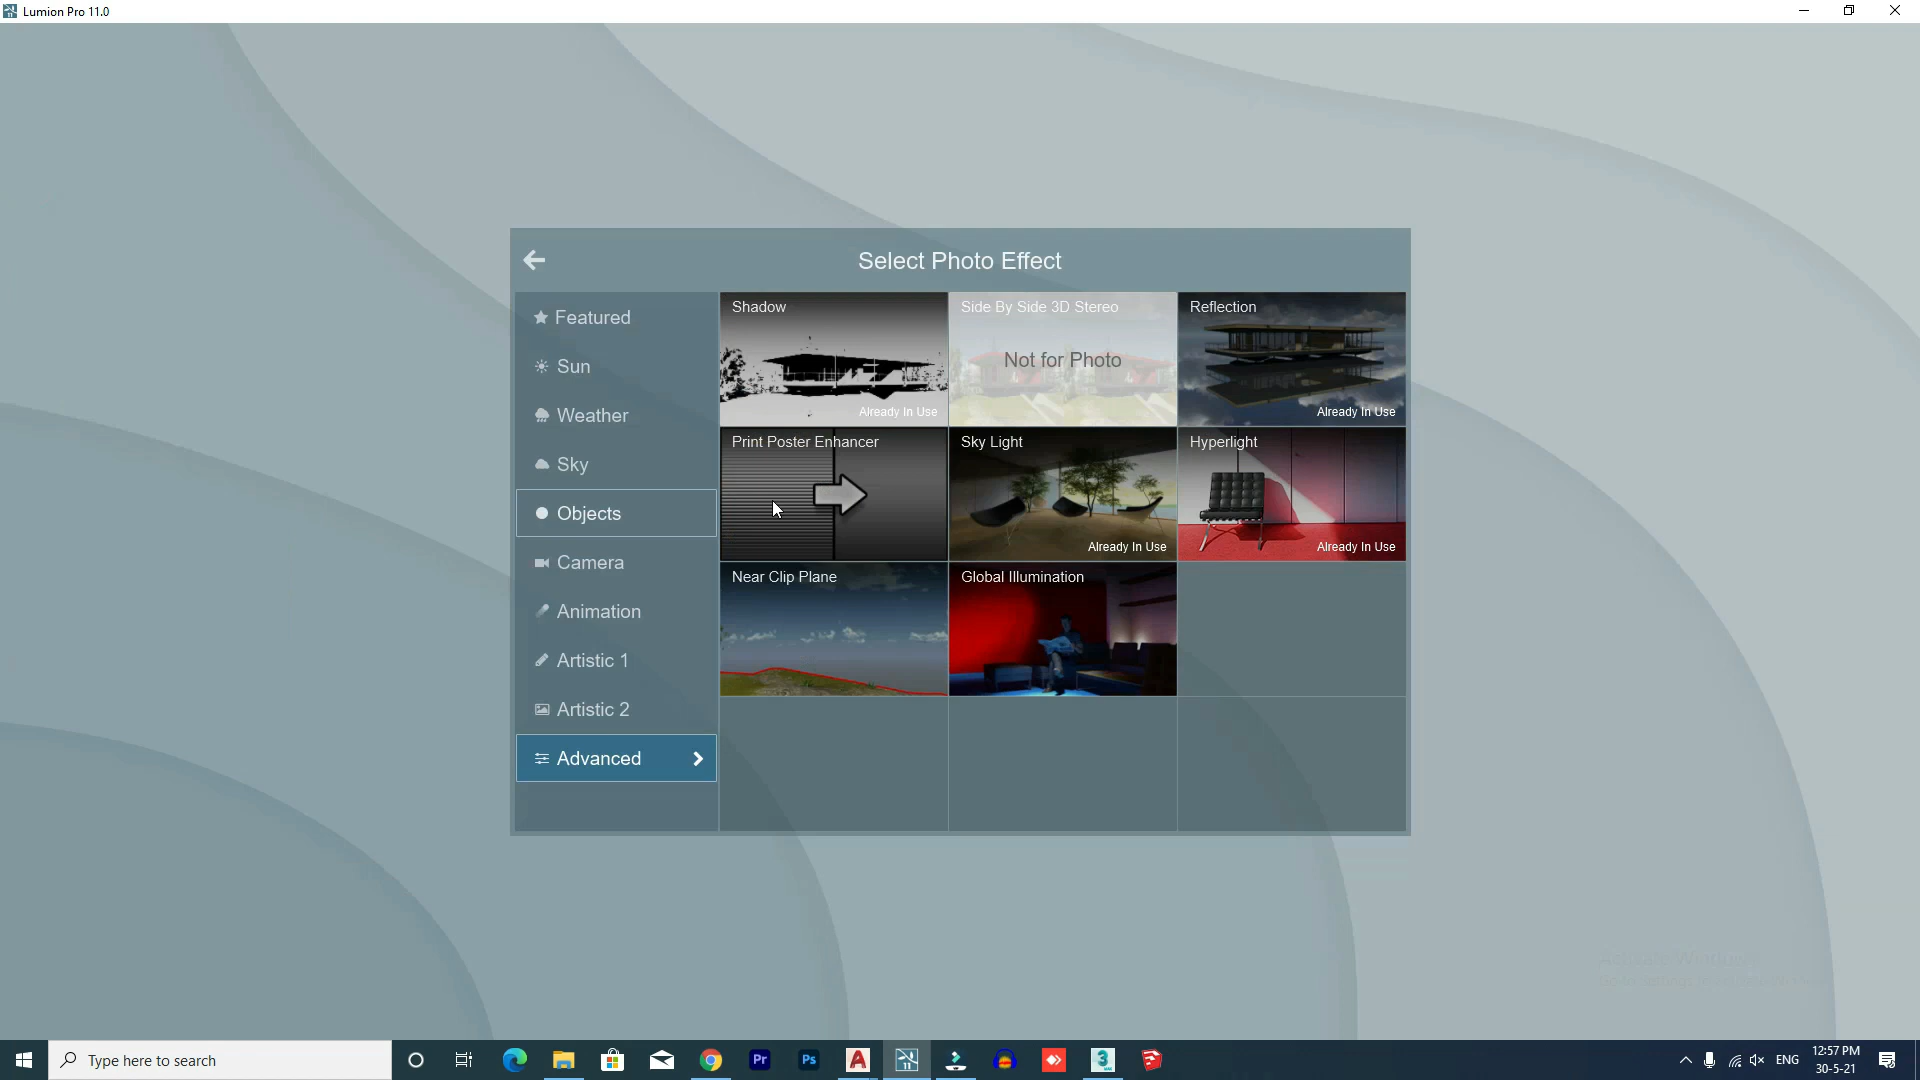 Lumion Pro 11.0
Select Photo Effect
Featured
Sun
Weather
Sky
Objects
Camera
Animation
Artistic 1
Artistic 2
Advanced
Shadow
Already In Use
Side By Side 3D Stereo
Not for Photo
Reflection
Already In Use
Print Poster Enhancer
Sky Light
Already In Use
Hyperlight
Already In Use
Near Clip Plane
Global Illumination
Type here to search
Pr
Ps
ENG
12:57 PM
30-5-21